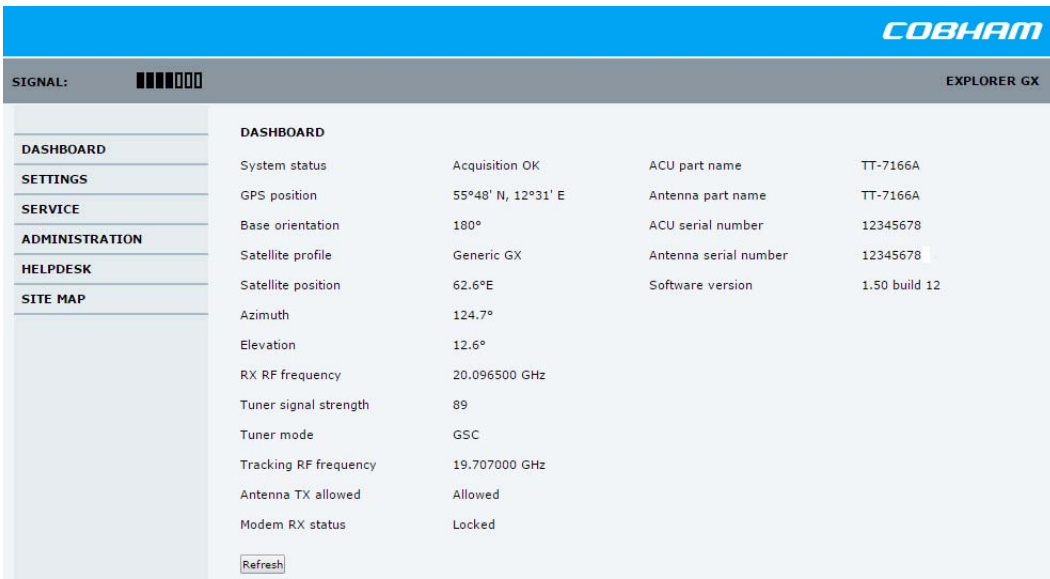 COBHAM
SIGNAL:
EXPLORER GX
DASHBOARD
SETTINGS
SERVICE
ADMINISTRATION
HELPDESK
SITE MAP
DASHBOARD
System status Acquisition OK ACU part name TT-7166A
GPS position 55°48' N, 12°31' E Antenna part name TT-7166A
Base orientation 180° ACU serial number 12345678
Satellite profile Generic GX Antenna serial number 12345678
Satellite position 62.6°E Software version 1.50 build 12
Azimuth 124.7°
Elevation 12.6°
RX RF frequency 20.096500 GHz
Tuner signal strength 89
Tuner mode GSC
Tracking RF frequency 19.707000 GHz
Antenna TX allowed Allowed
Modem RX status Locked
Refresh